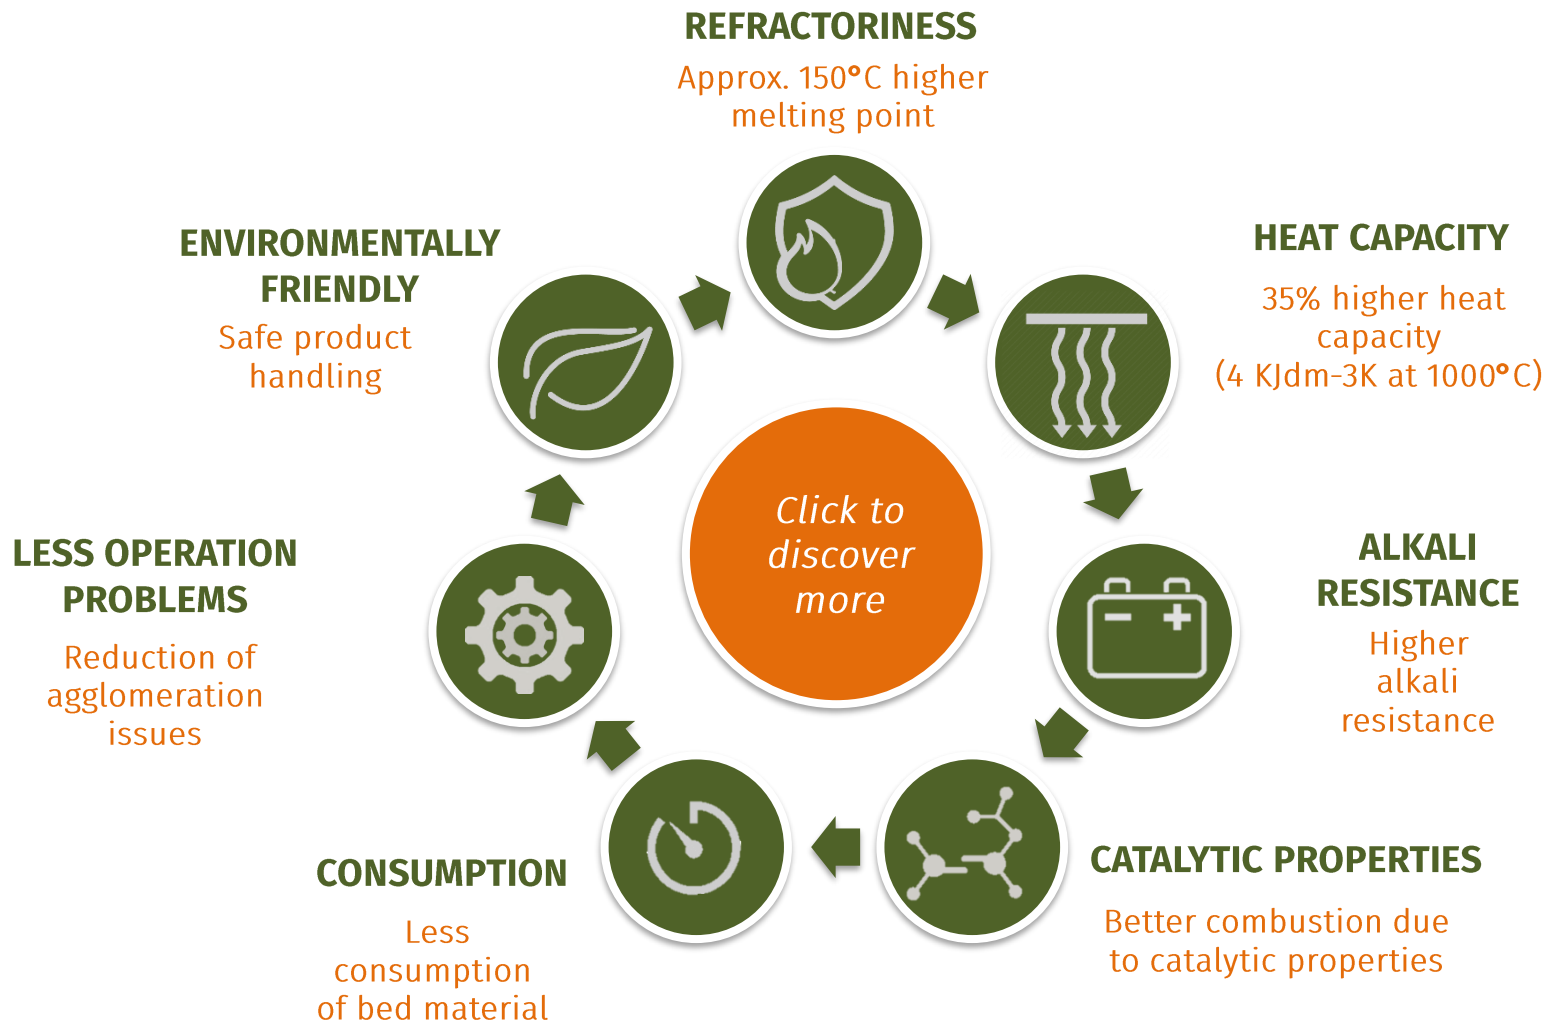 REFRACTORINESS
Approx. 150°C higher
melting point
HEAT CAPACITY
35% higher heat
capacity
(4 KJdm-3K at 1000°C)
ALKALI
RESISTANCE
Higher
alkali
resistance
CATALYTIC PROPERTIES
Better combustion due
to catalytic properties
CONSUMPTION
Less
consumption
of bed material
LESS OPERATION
PROBLEMS
Reduction of
agglomeration
issues
ENVIRONMENTALLY
FRIENDLY
Safe product
handling
Click to
discover
more